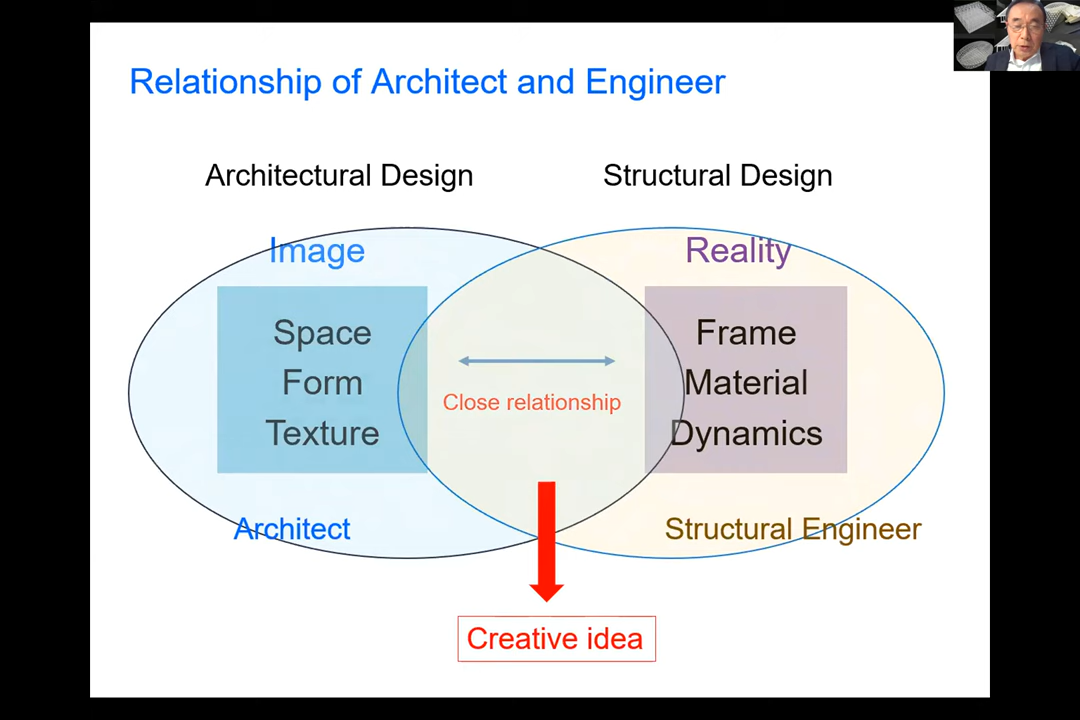 Relationship of Architect and Engineer
Architectural Design
Structural Design
Image
Reality
Space
Form
Texture
Frame
Material
Dynamics
Close relationship
Architect
Structural Engineer
Creative idea